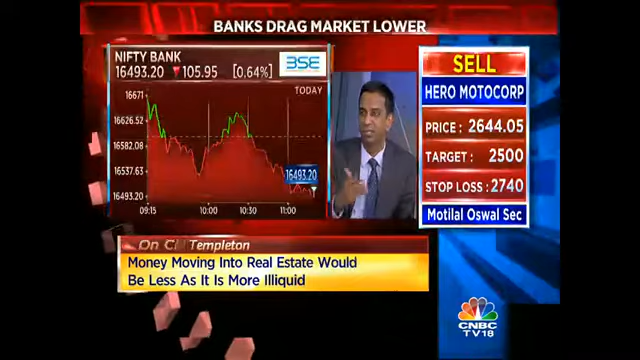 BANKS DRAG MARKET LOWER
NIFTY BANK
16493.20 ▼105.95 [0.64%]
BSE
TODAY
16671
16626.52
16582.08
16537.63
16493.20
16493.20
09:15 10:00 10:30 11:00
SELL
HERO MOTOCORP
PRICE : 2644.05
TARGET : 2500
STOP LOSS : 2740
Motilal Oswal Sec
Templeton
Money Moving Into Real Estate Would
Be Less As It Is More Illiquid
CNBC
TV18